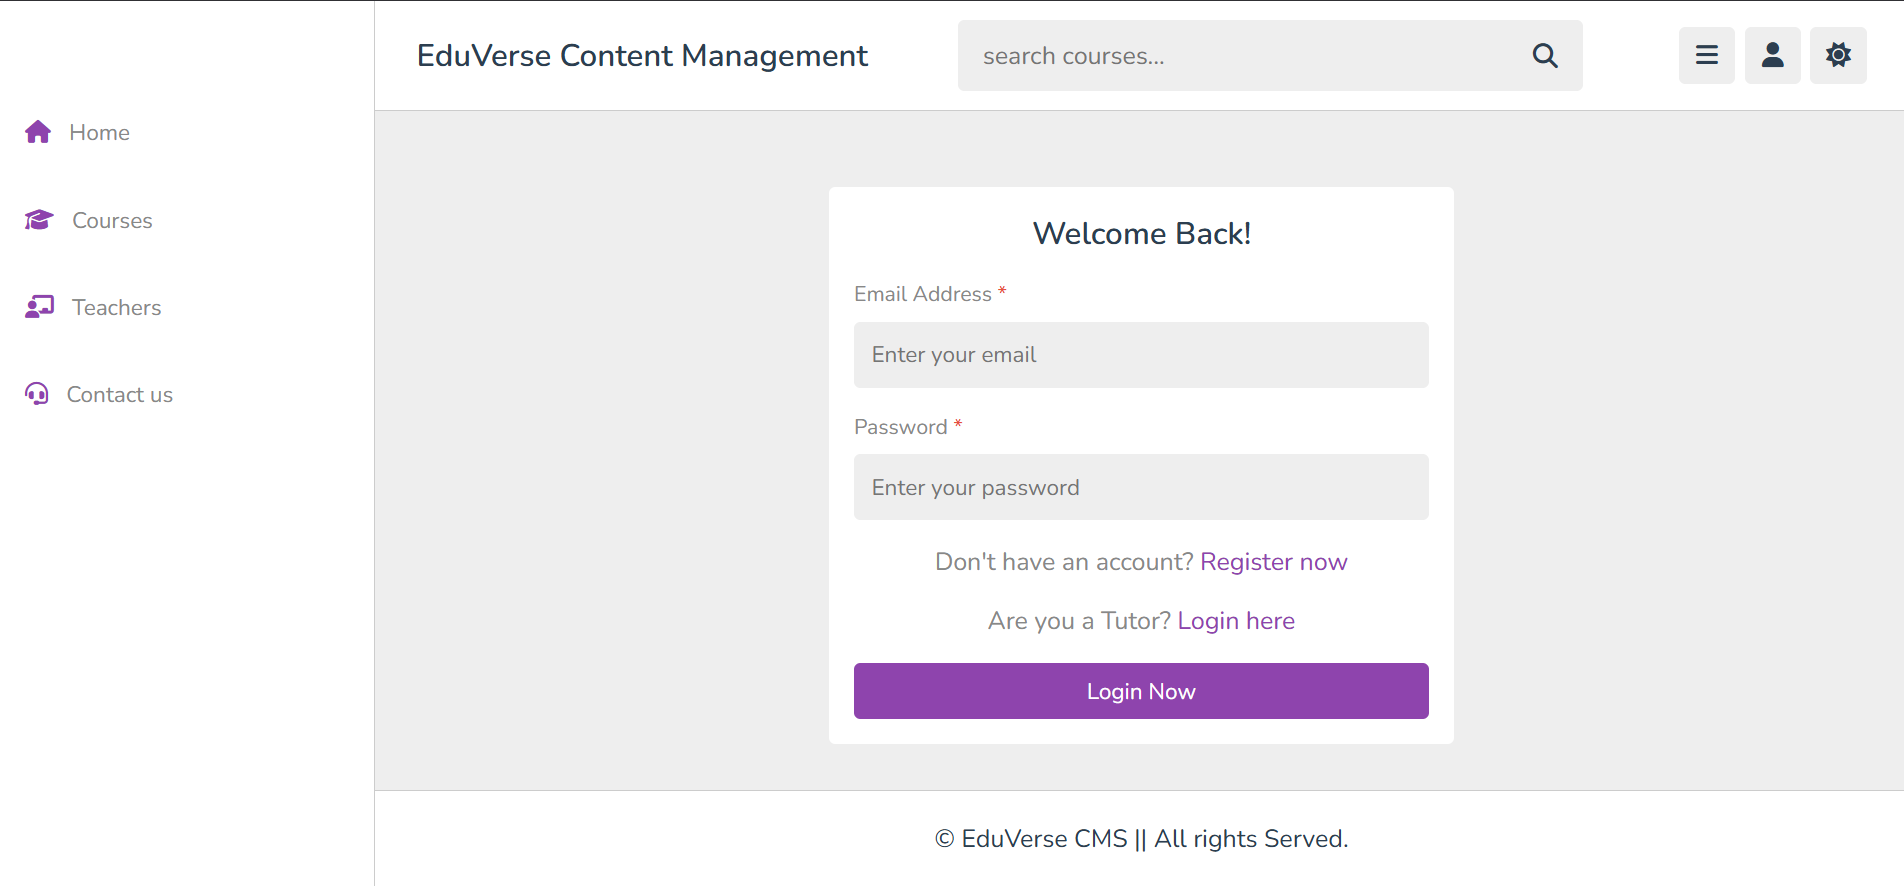 EduVerse Content Management
search courses...
Home
Courses
Teachers
Contact us
Welcome Back!
Email Address *
Enter your email
Password *
Enter your password
Don't have an account? Register now
Are you a Tutor? Login here
Login Now
© EduVerse CMS || All rights Served.